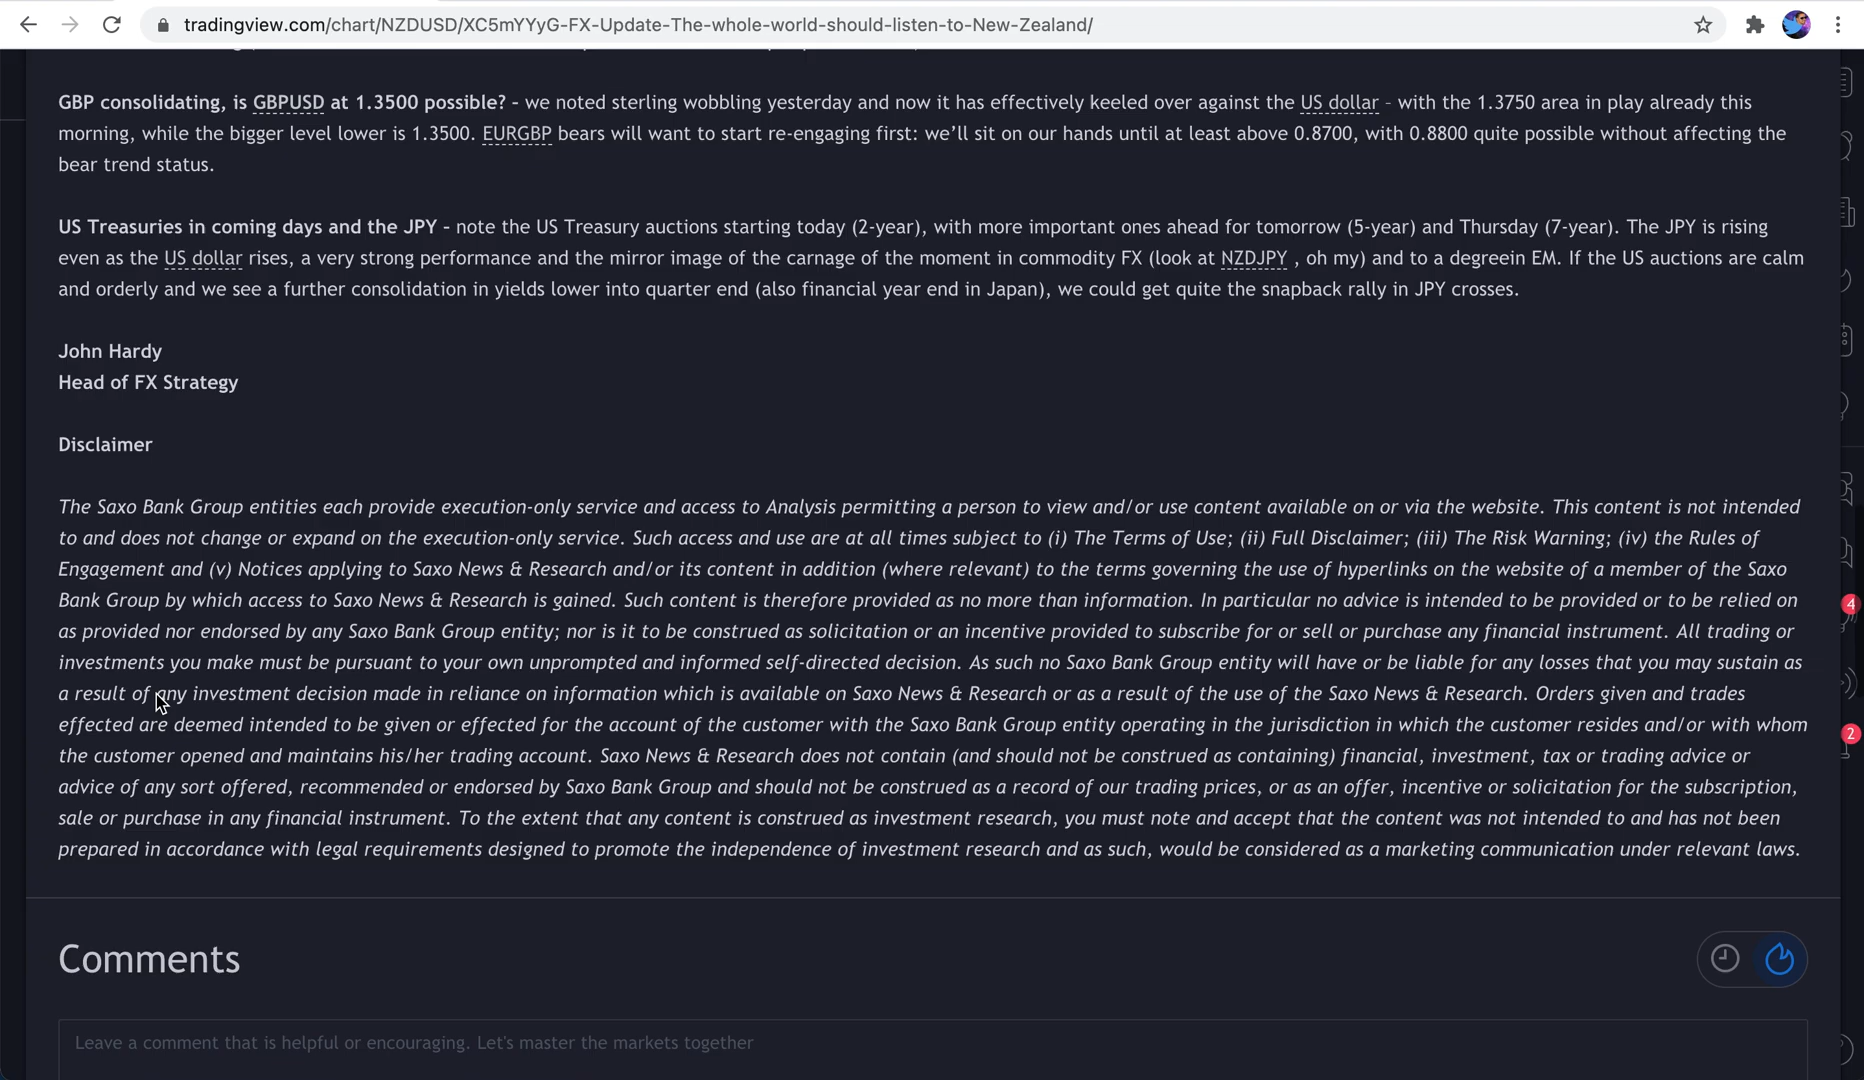 tradingview.com/chart/NZDUSD/XC5mYYyG-FX-Update-The-whole-world-should-listen-to-New-Zealand/
GBP consolidating, is GBPUSD at 1.3500 possible? – we noted sterling wobbling yesterday and now it has effectively keeled over against the US dollar – with the 1.3750 area in play already this
morning, while the bigger level lower is 1.3500. EURGBP bears will want to start re-engaging first: we’ll sit on our hands until at least above 0.8700, with 0.8800 quite possible without affecting the
bear trend status.
US Treasuries in coming days and the JPY – note the US Treasury auctions starting today (2-year), with more important ones ahead for tomorrow (5-year) and Thursday (7-year). The JPY is rising
even as the US dollar rises, a very strong performance and the mirror image of the carnage of the moment in commodity FX (look at NZDJPY , oh my) and to a degreein EM. If the US auctions are calm
and orderly and we see a further consolidation in yields lower into quarter end (also financial year end in Japan), we could get quite the snapback rally in JPY crosses.
John Hardy
Head of FX Strategy
Disclaimer
The Saxo Bank Group entities each provide execution-only service and access to Analysis permitting a person to view and/or use content available on or via the website. This content is not intended
to and does not change or expand on the execution-only service. Such access and use are at all times subject to (i) The Terms of Use; (ii) Full Disclaimer; (iii) The Risk Warning; (iv) the Rules of
Engagement and (v) Notices applying to Saxo News & Research and/or its content in addition (where relevant) to the terms governing the use of hyperlinks on the website of a member of the Saxo
Bank Group by which access to Saxo News & Research is gained. Such content is therefore provided as no more than information. In particular no advice is intended to be provided or to be relied on
as provided nor endorsed by any Saxo Bank Group entity; nor is it to be construed as solicitation or an incentive provided to subscribe for or sell or purchase any financial instrument. All trading or
investments you make must be pursuant to your own unprompted and informed self-directed decision. As such no Saxo Bank Group entity will have or be liable for any losses that you may sustain as
a result of any investment decision made in reliance on information which is available on Saxo News & Research or as a result of the use of the Saxo News & Research. Orders given and trades
effected are deemed intended to be given or effected for the account of the customer with the Saxo Bank Group entity operating in the jurisdiction in which the customer resides and/or with whom
the customer opened and maintains his/her trading account. Saxo News & Research does not contain (and should not be construed as containing) financial, investment, tax or trading advice or
advice of any sort offered, recommended or endorsed by Saxo Bank Group and should not be construed as a record of our trading prices, or as an offer, incentive or solicitation for the subscription,
sale or purchase in any financial instrument. To the extent that any content is construed as investment research, you must note and accept that the content was not intended to and has not been
prepared in accordance with legal requirements designed to promote the independence of investment research and as such, would be considered as a marketing communication under relevant laws.
4
2
Comments
Leave a comment that is helpful or encouraging. Let's master the markets together